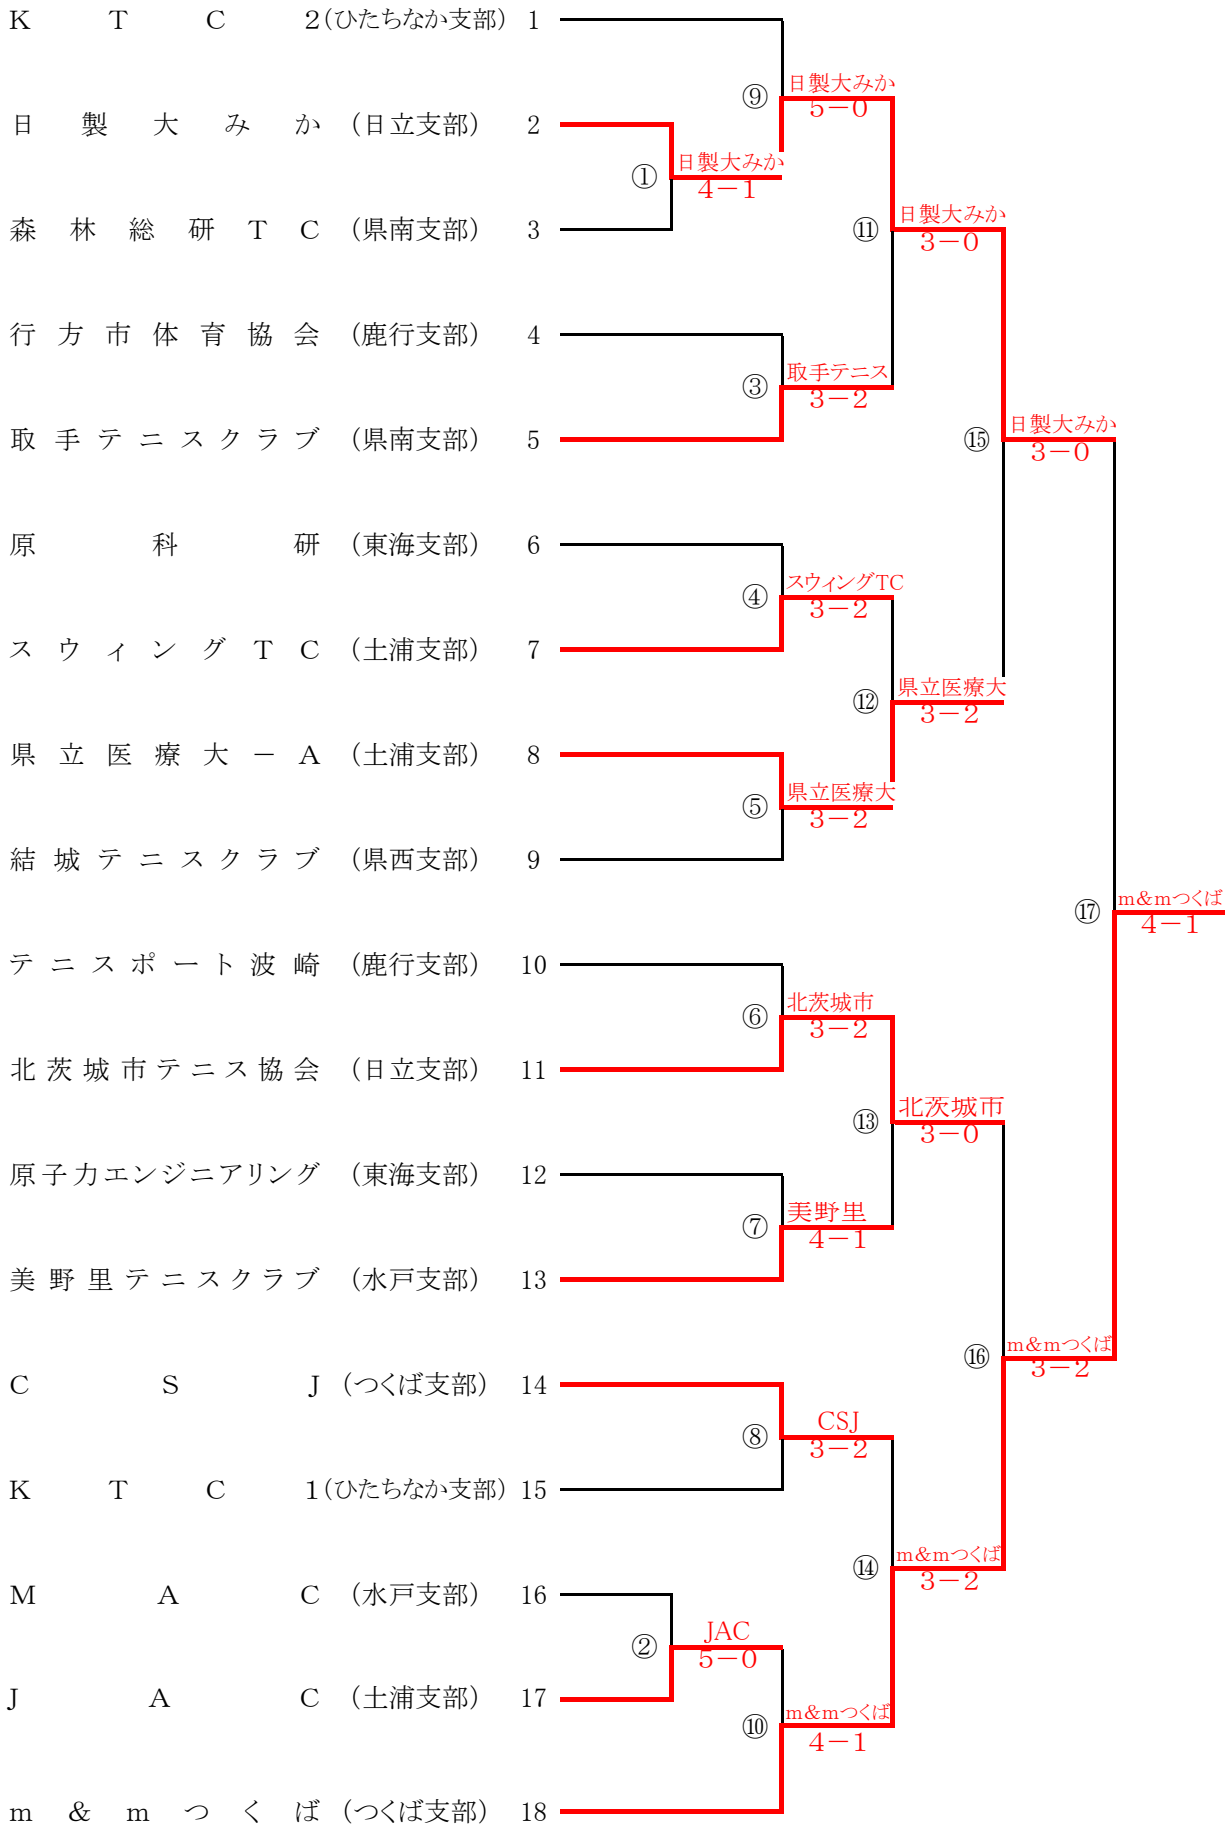 KTC2(ひたちなか支部) 1
日製大みか
⑨
5-0
日製大みか (日立支部) 2
日製大みか
①
4-1
日製大みか
森林総研TC (県南支部) 3
⑪
3-0
行方市体育協会 (鹿行支部) 4
取手テニス
③
3-2
日製大みか
取手テニスクラブ (県南支部) 5
⑮
3-0
原科研 (東海支部) 6
スウィングTC
④
3-2
スウィングTC (土浦支部) 7
県立医療大
⑫
3-2
県立医療大-A (土浦支部) 8
県立医療大
⑤
3-2
結城テニスクラブ (県西支部) 9
m&mつくば
⑰
4-1
テニスポート波崎 (鹿行支部) 10
北茨城市
⑥
3-2
北茨城市テニス協会 (日立支部) 11
北茨城市
⑬
3-0
原子力エンジニアリング (東海支部) 12
美野里
⑦
4-1
美野里テニスクラブ (水戸支部) 13
m&mつくば
⑯
3-2
CSJ (つくば支部) 14
CSJ
⑧
3-2
KTC1(ひたちなか支部) 15
m&mつくば
⑭
3-2
MAC (水戸支部) 16
JAC
②
5-0
JAC (土浦支部) 17
m&mつくば
⑩
4-1
m&mつくば (つくば支部) 18